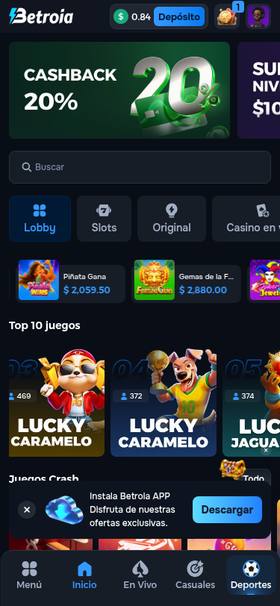 Betroia
$ 0.84 Depósito
1
CASHBACK
20%
20
SU
NIV
$10
Buscar
Lobby
Slots
Original
Casino en v
Piñata Gana
$ 2,059.50
Gemas de la F...
$ 2,880.00
Top 10 juegos
03
469
LUCKY
CARAMELO
04
372
LUCKY
CARAMELO
05
374
LUCKY
JAGUA
Juegos Crash
Todo
Instala Betroia APP
Disfruta de nuestras
ofertas exclusivas.
Descargar
Menú
Inicio
En Vivo
Casuales
Deportes